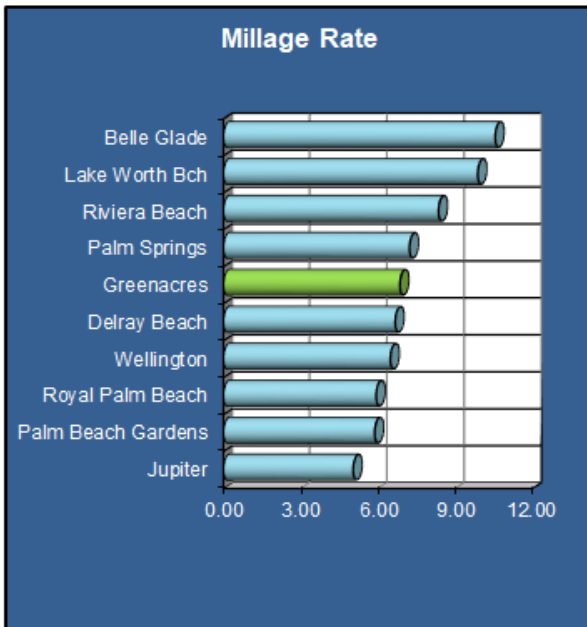 Millage Rate
Belle Glade
Lake Worth Bch
Riviera Beach
Palm Springs
Greenacres
Delray Beach
Wellington
Royal Palm Beach
Palm Beach Gardens
Jupiter
0.00 3.00 6.00 9.00 12.00